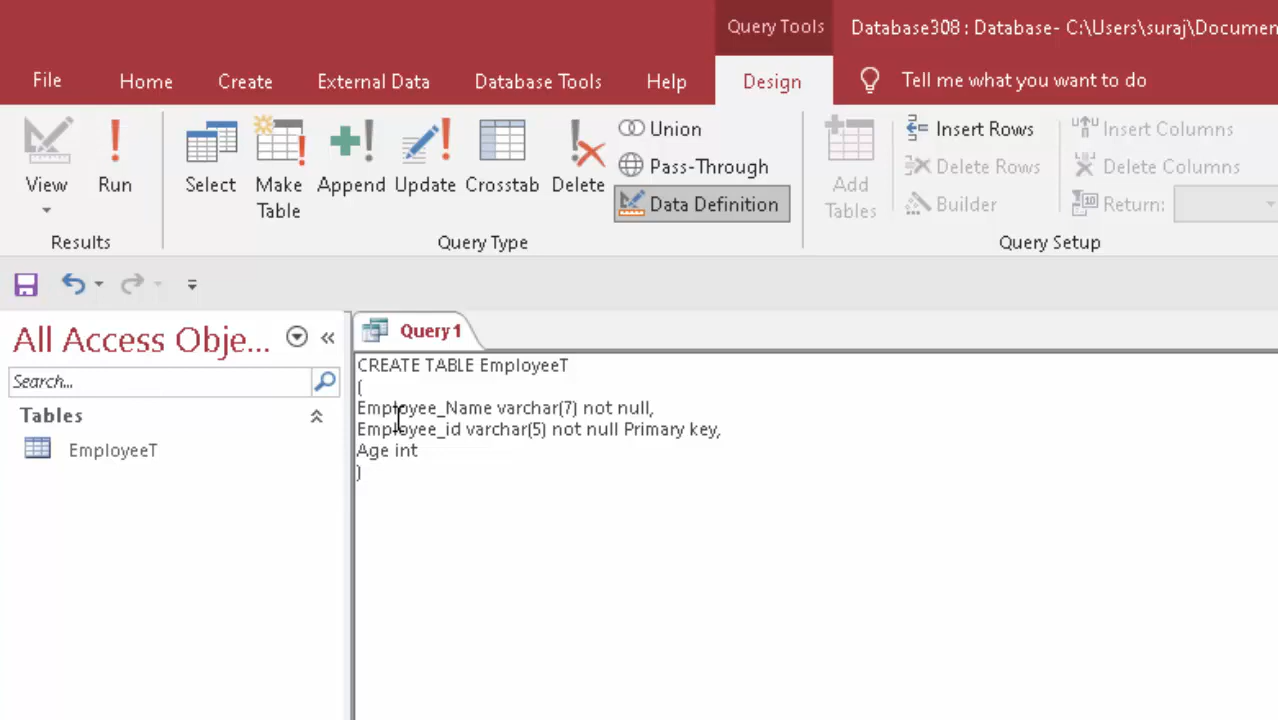 Query Tools
Database308 : Database- C:\Users\suraj\Documen
File Home Create External Data Database Tools Help Design Tell me what you want to do
View
Run
Select
Make
Table
Append
Update
Crosstab
Delete
Union
Pass-Through
Data Definition
Add
Tables
Insert Rows
Delete Rows
Builder
Insert Columns
Delete Columns
Return:
Results
Query Type
Query Setup
All Access Obje...
Search...
Tables
EmployeeT
Query1
CREATE TABLE EmployeeT
(
Employee_Name varchar(7) not null,
Employee_id varchar(5) not null Primary key,
Age int
)